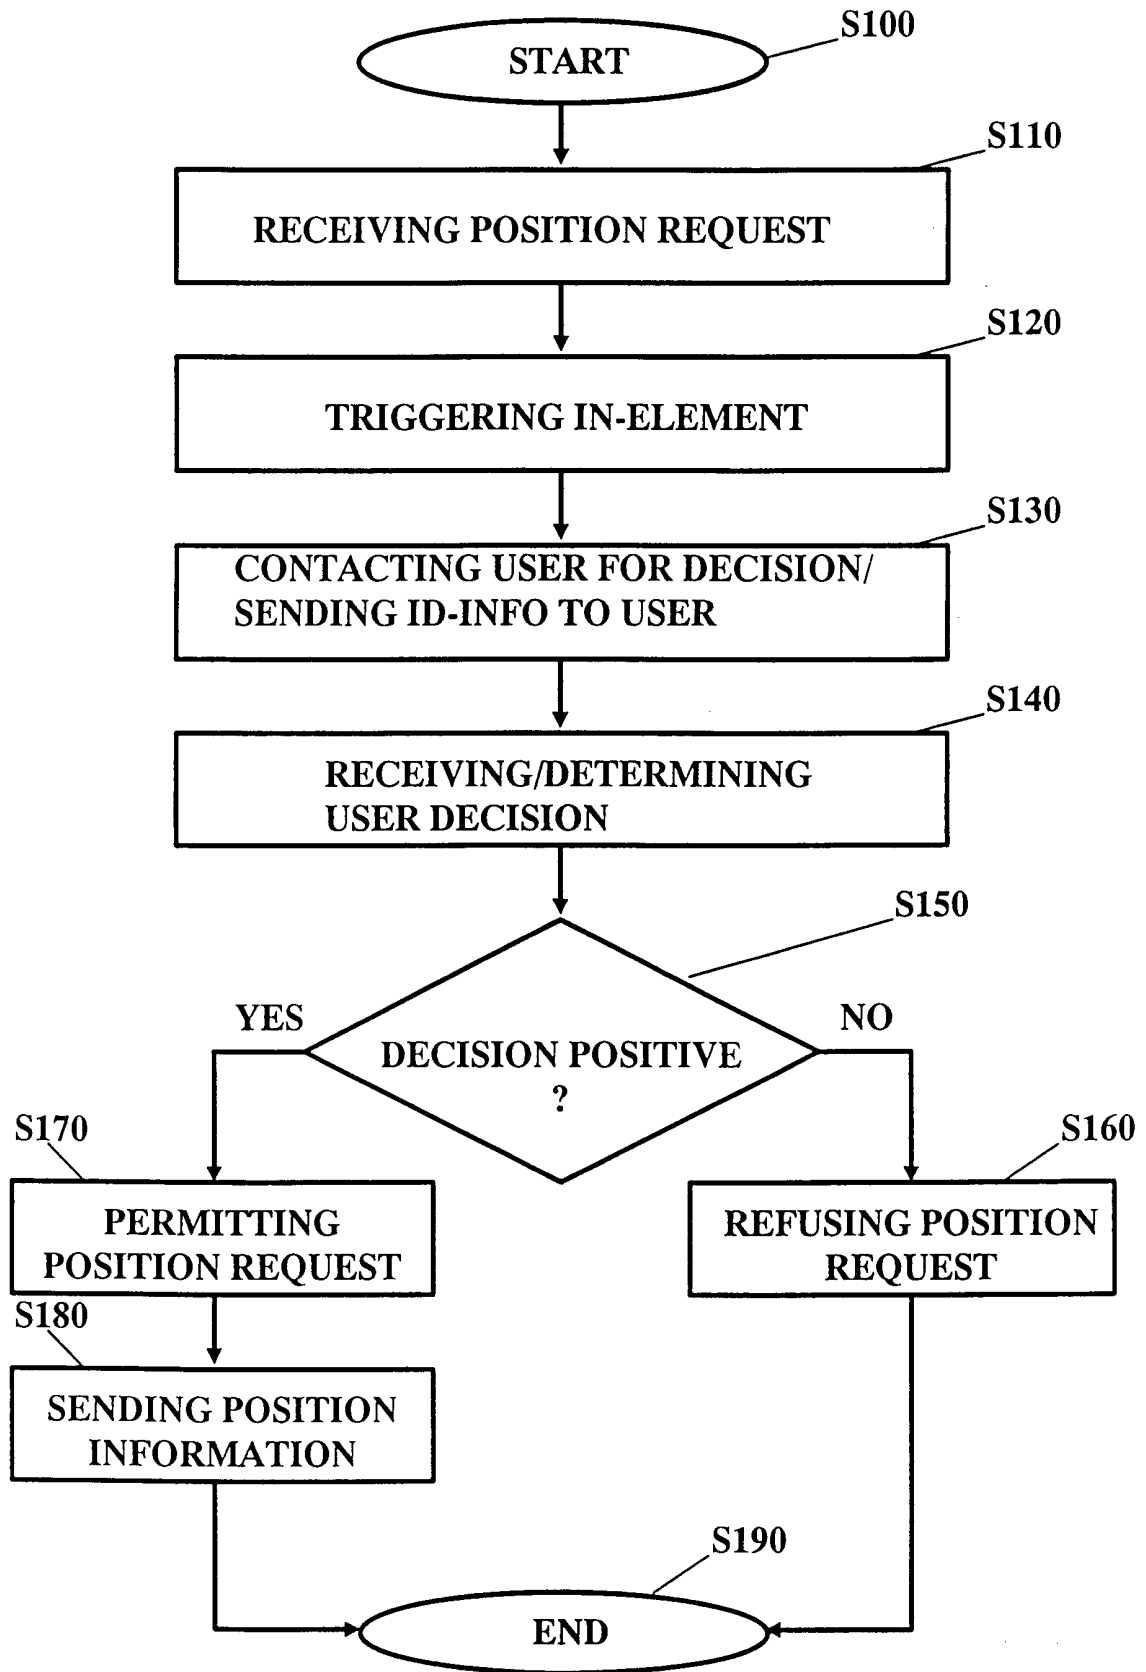 S100
START
S110
RECEIVING POSITION REQUEST
S120
TRIGGERING IN-ELEMENT
S130
CONTACTING USER FOR DECISION/
SENDING ID-INFO TO USER
S140
RECEIVING/DETERMINING
USER DECISION
S150
YES
NO
DECISION POSITIVE
?
S170
S160
PERMITTING
POSITION REQUEST
REFUSING POSITION
REQUEST
S180
SENDING POSITION
INFORMATION
S190
END